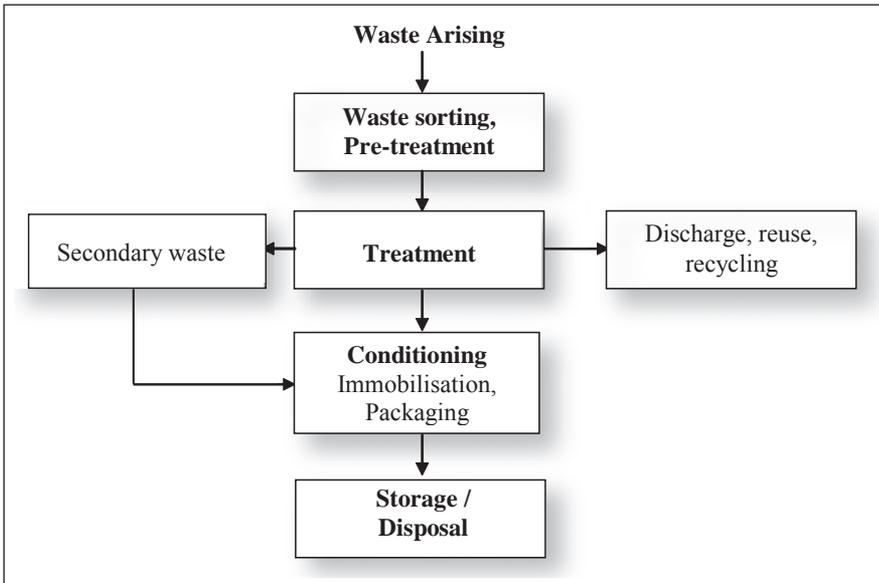 Waste Arising
Waste sorting,
Pre-treatment
Secondary waste
Treatment
Discharge, reuse,
recycling
Conditioning
Immobilisation,
Packaging
Storage /
Disposal